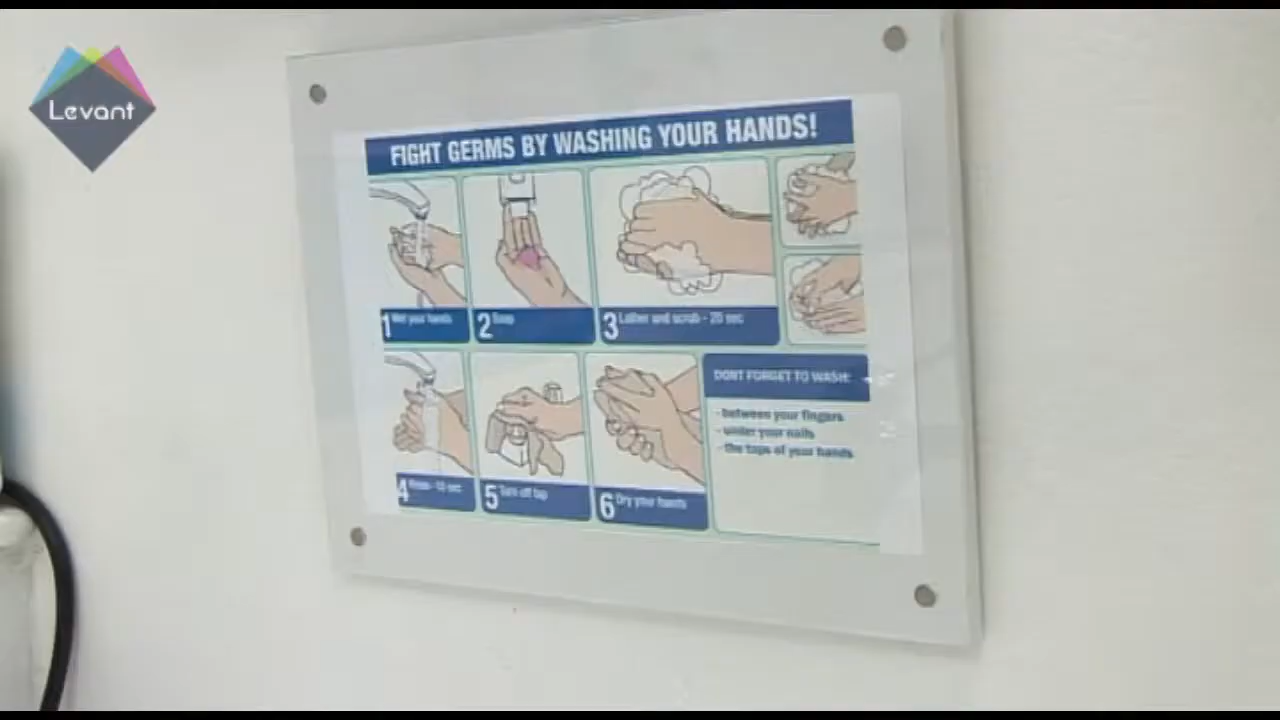 Levant
FIGHT GERMS BY WASHING YOUR HANDS!
1 Wet your hands
2 Soap
3 Lather and scrub - 20 sec
4 Rinse - 10 sec
5 Turn off tap
6 Dry your hands
DONT FORGET TO WASH:
- between your fingers
- under your nails
- the tops of your hands